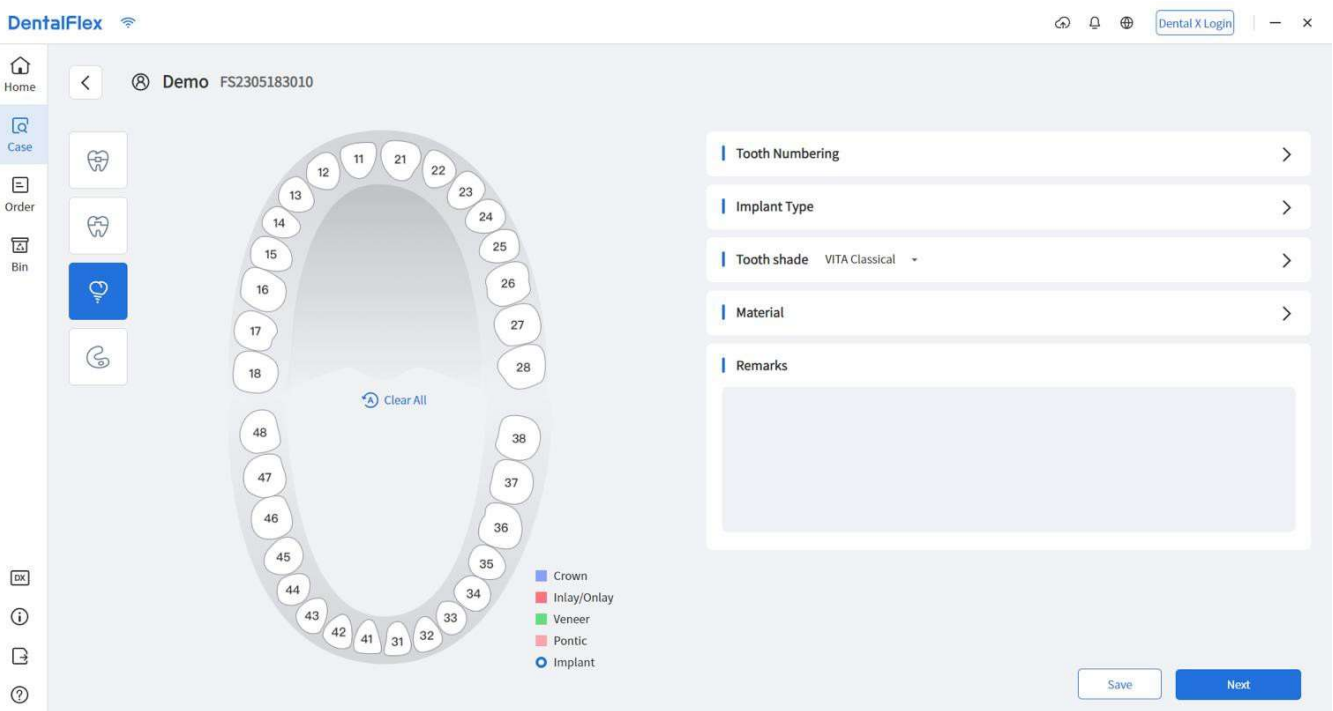 DentalFlex
Dental X Login
Home
Case
Order
Bin
DX
Demo FS2305183010
11 21
12 22
13 23
14 24
15 25
16 26
17 27
18 28
A Clear All
48 38
47 37
46 36
45 35
44 34
43 33
42 41 31 32
Crown
Inlay/Onlay
Veneer
Pontic
Implant
Tooth Numbering
Implant Type
Tooth shade VITA Classical
Material
Remarks
Save Next